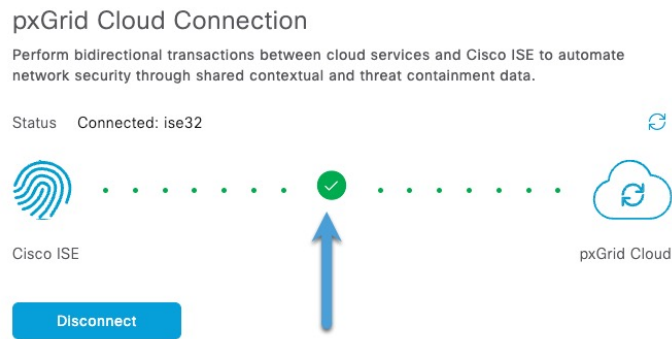 pxGrid Cloud Connection
Perform bidirectional transactions between cloud services and Cisco ISE to automate
network security through shared contextual and threat containment data.
Status Connected: ise32
Cisco ISE pxGrid Cloud
Disconnect